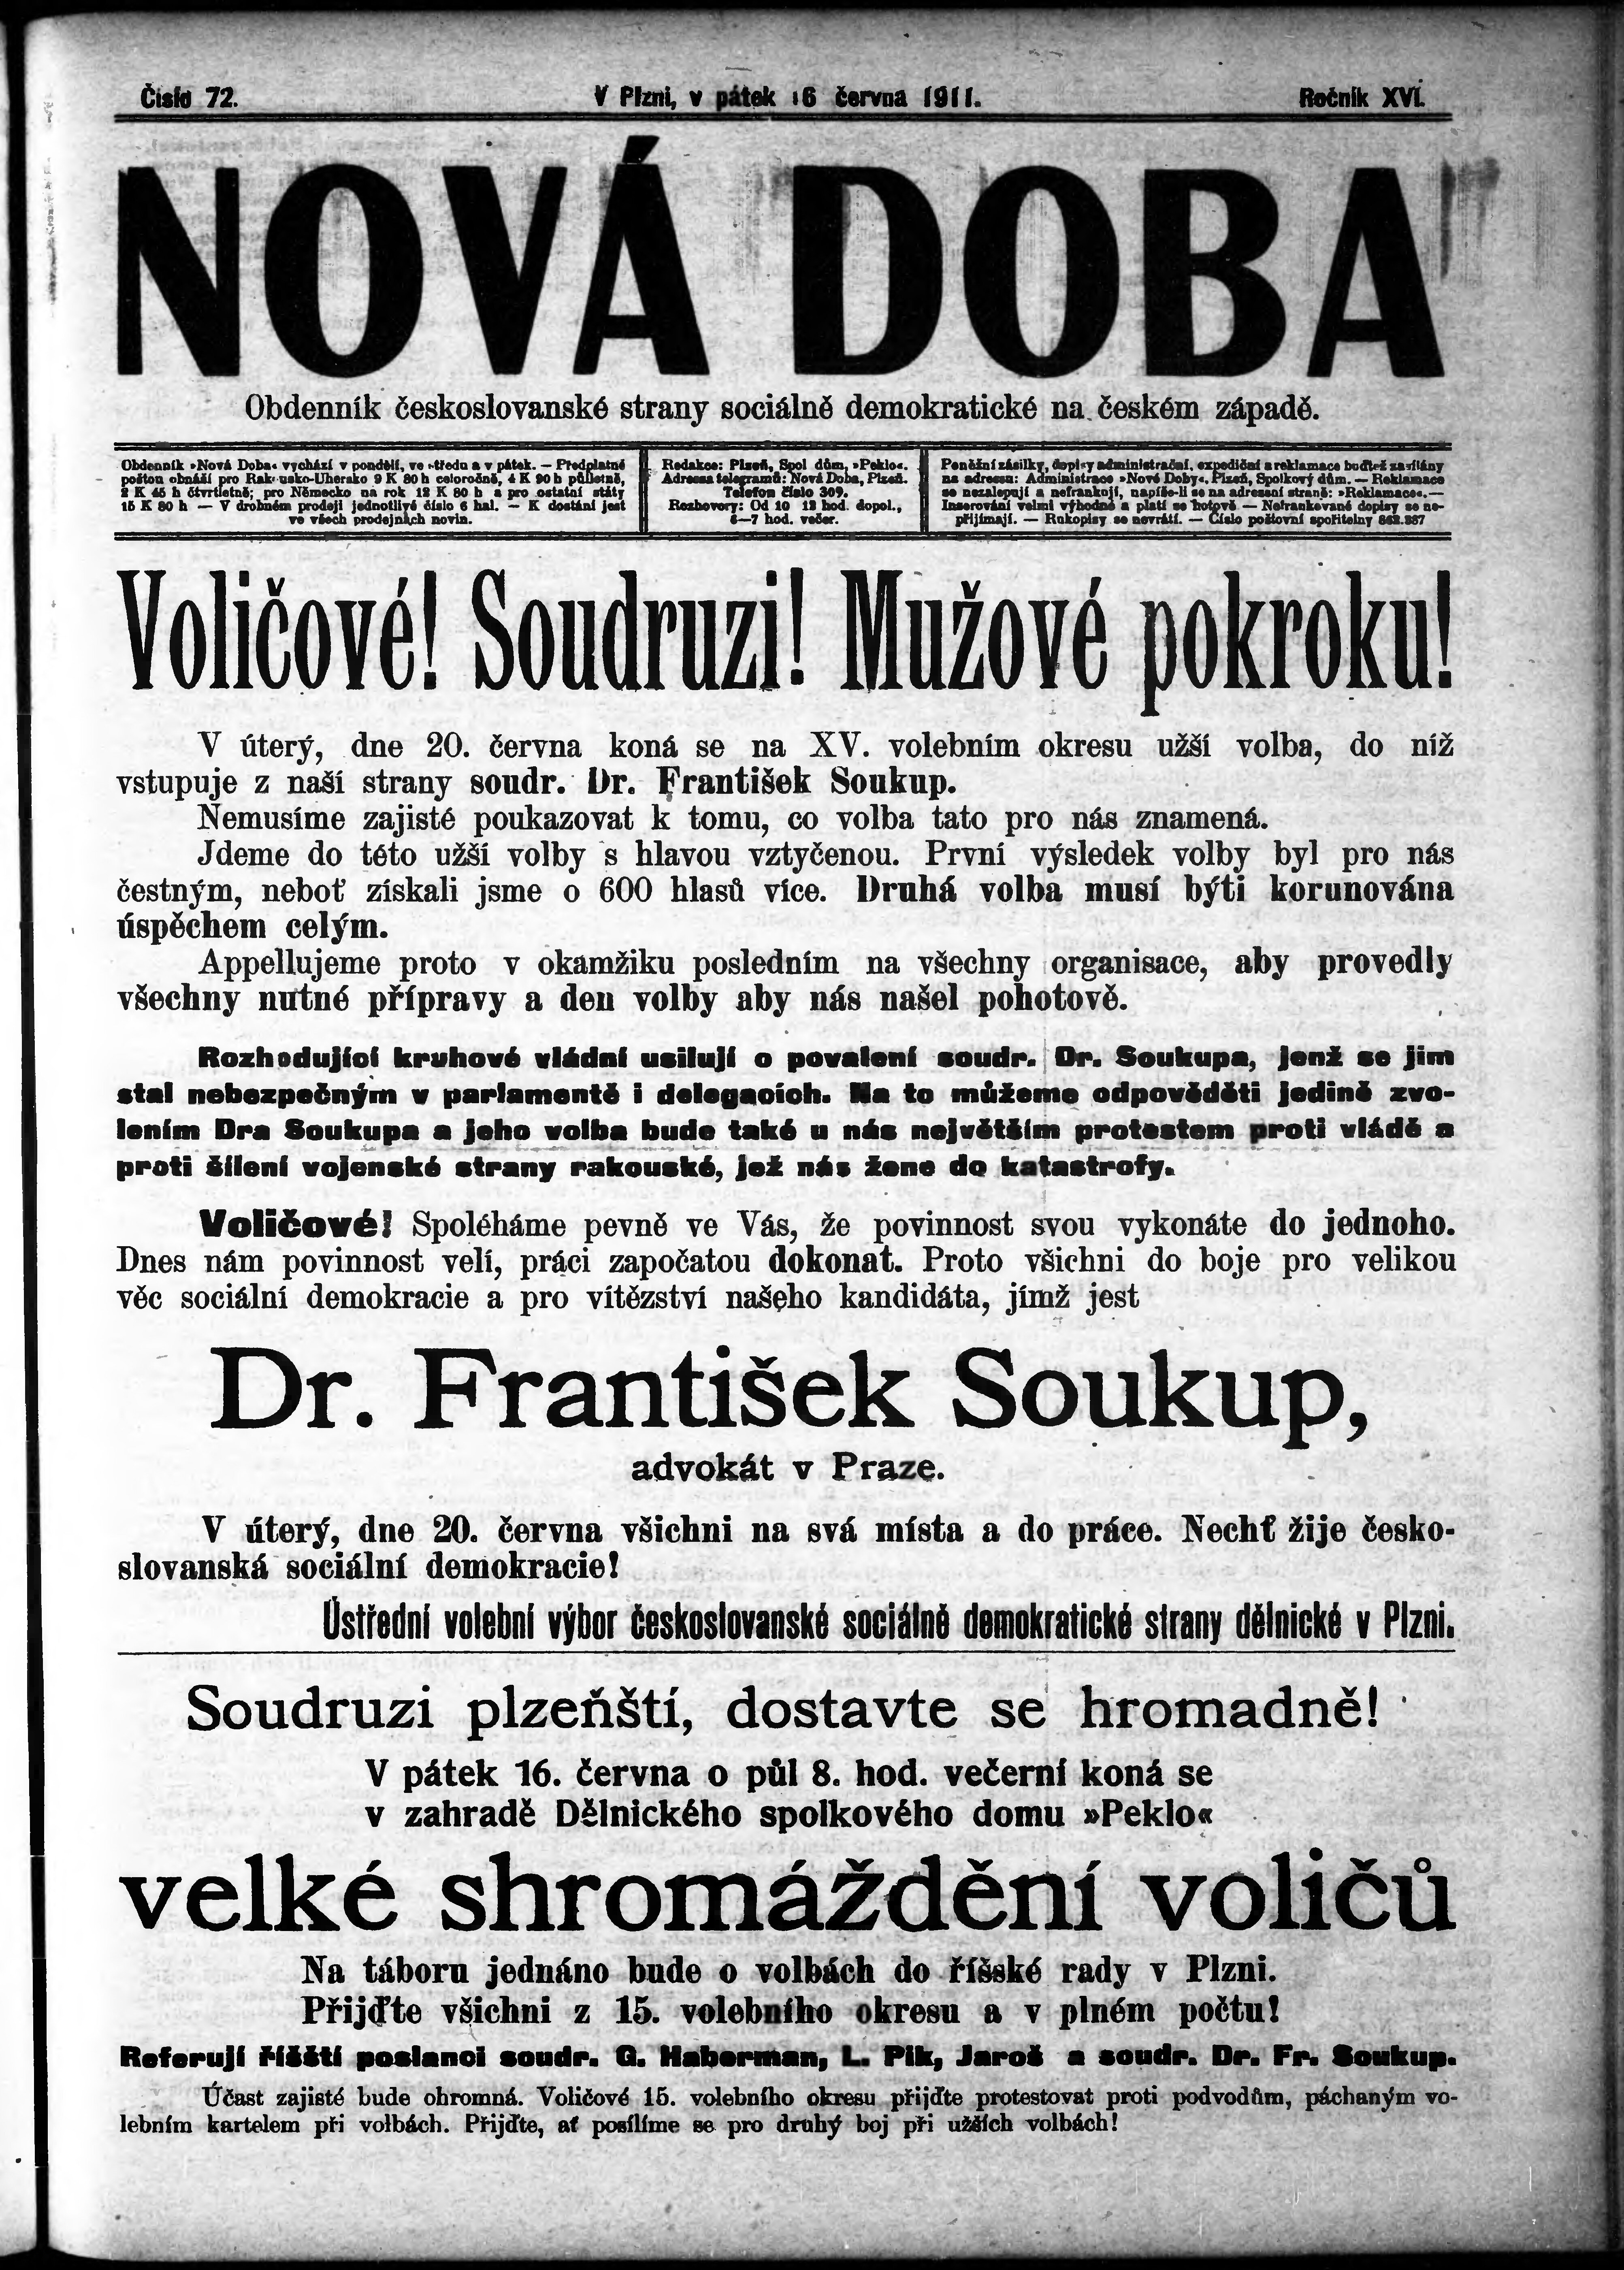 Číslo 72.
V Plzni, v pátek 16 června 1911.
Ročník XVI.
NOVÁ DOBA
Obdenník českoslovanské strany sociálně demokratické na českém západě.
Obdenník »Nová Doba« vychází v pondělí, ve středu a v pátek. — Předplatné
poštou obnáší pro Rakousko-Uhersko 9 K 80 h celoročně, 4 K 90 h půlletně,
2 K 45 h čtvrtletně; pro Německo na rok 12 K 80 h a pro ostatní státy
15 K 80 h — V drobném prodeji jednotlivé číslo 6 hal. — K dostání jest
ve všech prodejnách novin.
Redakce: Plzeň, Spol dům, »Peklo«.
Adressa telegramů: Nová Doba, Plzeň.
Telefon číslo 309.
Rozhovory: Od 10 12 hod. dopol.,
6—7 hod. večer.
Peněžní zásilky, dopisy administrační, expediční a reklamace buďtež zasílány
na adressu: Administrace »Nové Doby«, Plzeň, Spolkový dům. — Reklamace
se nezalepují a nefrankojí, napíše-li se na adresní straně: »Reklamace«.—
Inserování velmi výhodné a platí se hotově. — Nefrankované dopisy se ne-
přijímají. — Rukopisy se nevrátí. — Číslo poštovní spořitelny 862.887
Voličové! Soudruzi! Mužové pokroku!
V úterý, dne 20. června koná se na XV. volebním okresu užší volba, do níž
vstupuje z naší strany soudr. Dr. František Soukup.
Nemusíme zajisté poukazovat k tomu, co volba tato pro nás znamená.
Jdeme do této užší volby s hlavou vztyčenou. První výsledek volby byl pro nás
čestným, neboť získali jsme o 600 hlasů více. Druhá volba musí býti korunována
úspěchem celým.
Appellujeme proto v okamžiku posledním na všechny organisace, aby provedly
všechny nutné přípravy a den volby aby nás našel pohotově.
Rozhodující kruhové vládní usilují o povalení soudr. Dr. Soukupa, jenž se jim
stal nebezpečným v parlamentě i delegacích. Na to můžeme odpověděti jedině zvo-
lením Dra Soukupa a jeho volba bude také u nás největším protestem proti vládě a
proti šílení vojenské strany rakouské, jež nás žene do katastrofy.
Voličové! Spoléháme pevně ve Vás, že povinnost svou vykonáte do jednoho.
Dnes nám povinnost velí, práci započatou dokonat. Proto všichni do boje pro velikou
věc sociální demokracie a pro vítězství našeho kandidáta, jímž jest
Dr. František Soukup,
advokát v Praze.
V úterý, dne 20. června všichni na svá místa a do práce. Nechť žije česko-
slovanská sociální demokracie!
Ústřední volební výbor českoslovanské sociálně demokratické strany dělnické v Plzni.
Soudruzi plzeňští, dostavte se hromadně!
V pátek 16. června o půl 8. hod. večerní koná se
v zahradě Dělnického spolkového domu »Peklo«
velké shromáždění voličů
Na táboru jednáno bude o volbách do říšské rady v Plzni.
Přijďte všichni z 15. volebního okresu a v plném počtu!
Referují říšští poslanci soudr. G. Haberman, L. Pik, Jaroš a soudr. Dr. Fr. Soukup.
Účast zajisté bude ohromná. Voličové 15. volebního okresu přijďte protestovat proti podvodům, páchaným vo-
lebním kartelem při volbách. Přijďte, ať posílíme se pro druhý boj při užších volbách!